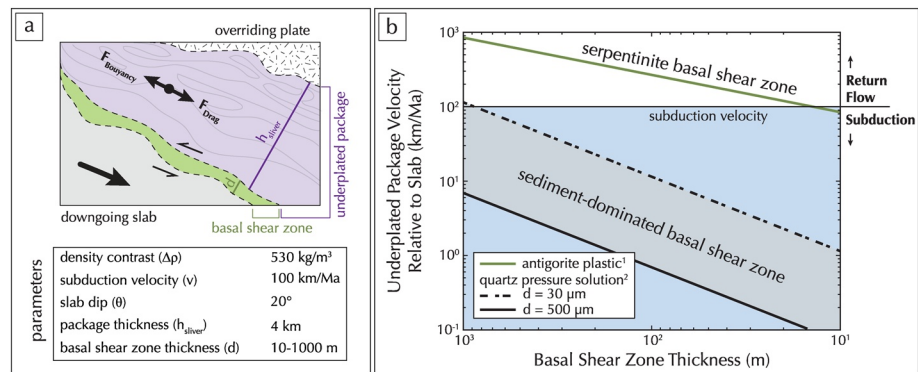 a
overriding plate
F Bouyancy
F Drag
h sliver
d
underplated package
downgoing slab
basal shear zone
parameters
density contrast (Δρ) 530 kg/m³
subduction velocity (v) 100 km/Ma
slab dip (θ) 20°
package thickness (h sliver) 4 km
basal shear zone thickness (d) 10-1000 m
b
Underplated Package Velocity
Relative to Slab (km/Ma)
10³
10²
10¹
10⁰
10⁻¹
serpentinite basal shear zone
subduction velocity
sediment-dominated basal shear zone
Return
Flow
Subduction
antigorite plastic¹
quartz pressure solution²
d = 30 μm
d = 500 μm
10³ 10² 10¹
Basal Shear Zone Thickness (m)